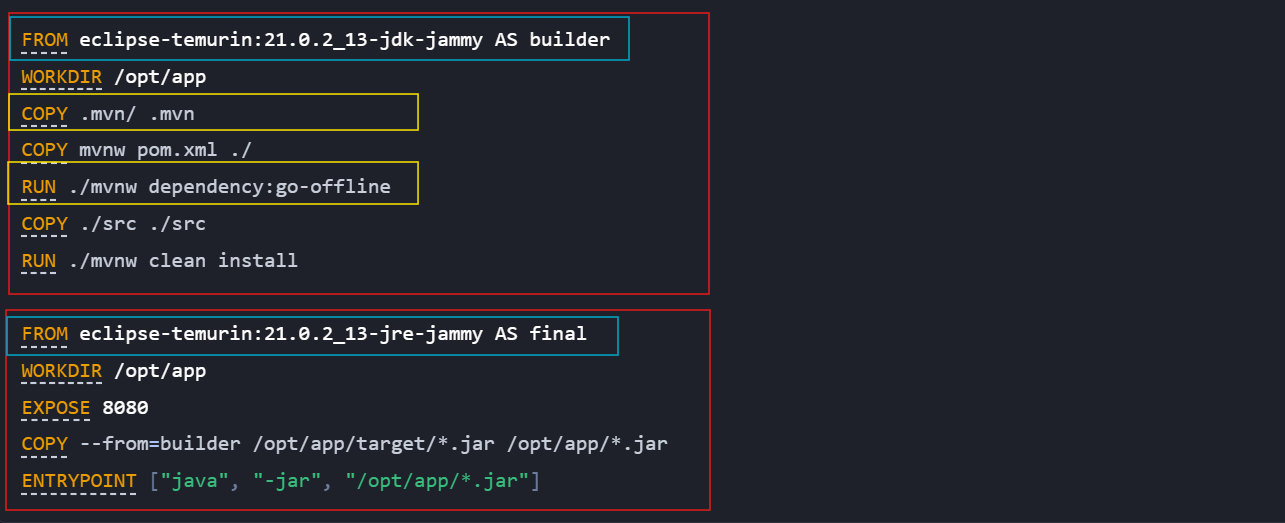 FROM eclipse-temurin:21.0.2_13-jdk-jammy AS builder
WORKDIR /opt/app
COPY .mvn/ .mvn
COPY mvnw pom.xml ./
RUN ./mvnw dependency:go-offline
COPY ./src ./src
RUN ./mvnw clean install
FROM eclipse-temurin:21.0.2_13-jre-jammy AS final
WORKDIR /opt/app
EXPOSE 8080
COPY --from=builder /opt/app/target/*.jar /opt/app/*.jar
ENTRYPOINT ["java", "-jar", "/opt/app/*.jar"]